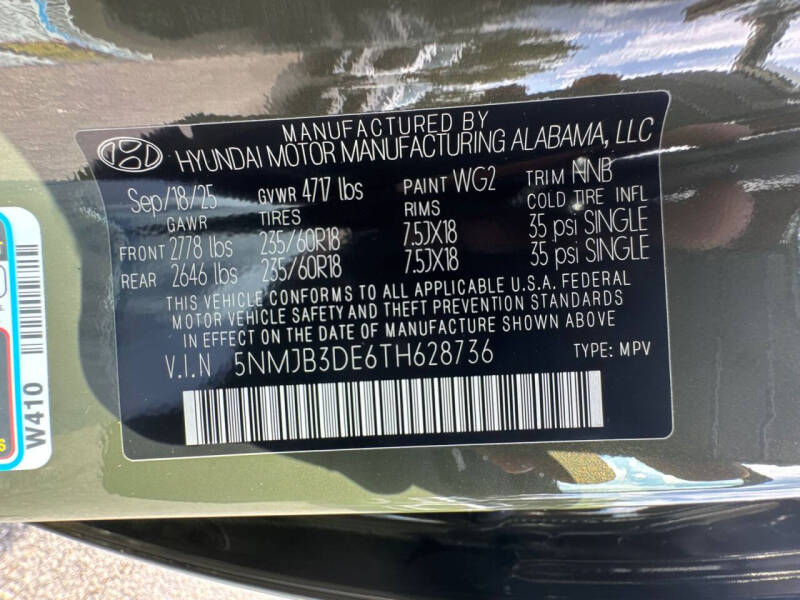 MANUFACTURED BY
HYUNDAI MOTOR MANUFACTURING ALABAMA, LLC
Sep/18/25 GVWR 4717 lbs PAINT WG2 TRIM NNB
GAWR TIRES RIMS COLD TIRE INFL
FRONT 2778 lbs 235/60R18 7.5JX18 35 psi SINGLE
REAR 2646 lbs 235/60R18 7.5JX18 35 psi SINGLE
THIS VEHICLE CONFORMS TO ALL APPLICABLE U.S.A. FEDERAL
MOTOR VEHICLE SAFETY AND THEFT PREVENTION STANDARDS
IN EFFECT ON THE DATE OF MANUFACTURE SHOWN ABOVE.
V.I.N 5NMJB3DE6TH628736 TYPE: MPV
W410